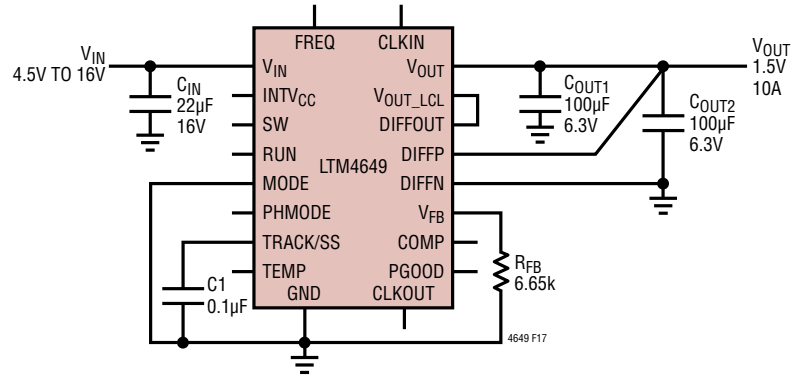 FREQ CLKIN
VIN
4.5V TO 16V
CIN
22µF
16V
VIN
INTVCC
SW
RUN
MODE
PHMODE
TRACK/SS
TEMP
GND
LTM4649
VOUT
VOUT_LCL
DIFFOUT
DIFFP
DIFFN
VFB
COMP
PGOOD
CLKOUT
COUT1
100µF
6.3V
VOUT
1.5V
10A
COUT2
100µF
6.3V
RFB
6.65k
C1
0.1µF
4649 F17